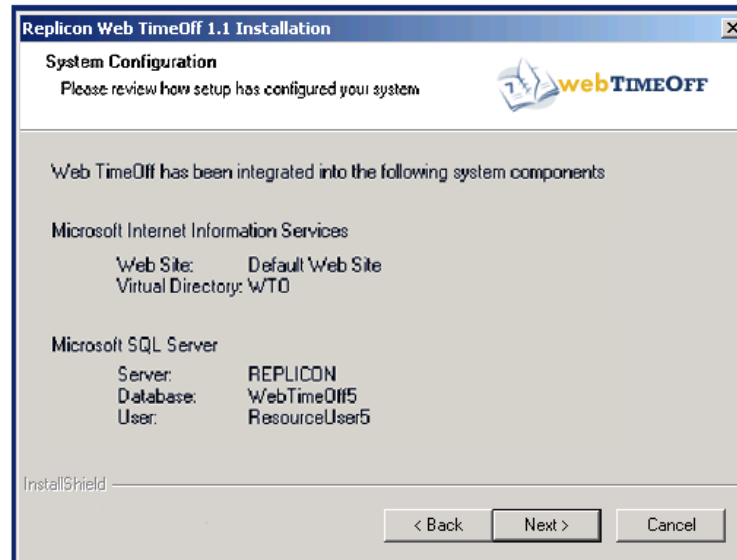 Replicon Web TimeOff 1.1 Installation
System Configuration
Please review how setup has configured your system
webTIMEOFF
Web TimeOff has been integrated into the following system components
Microsoft Internet Information Services
Web Site: Default Web Site
Virtual Directory: WTO
Microsoft SQL Server
Server: REPLICON
Database: WebTimeOff5
User: ResourceUser5
InstallShield
< Back Next > Cancel